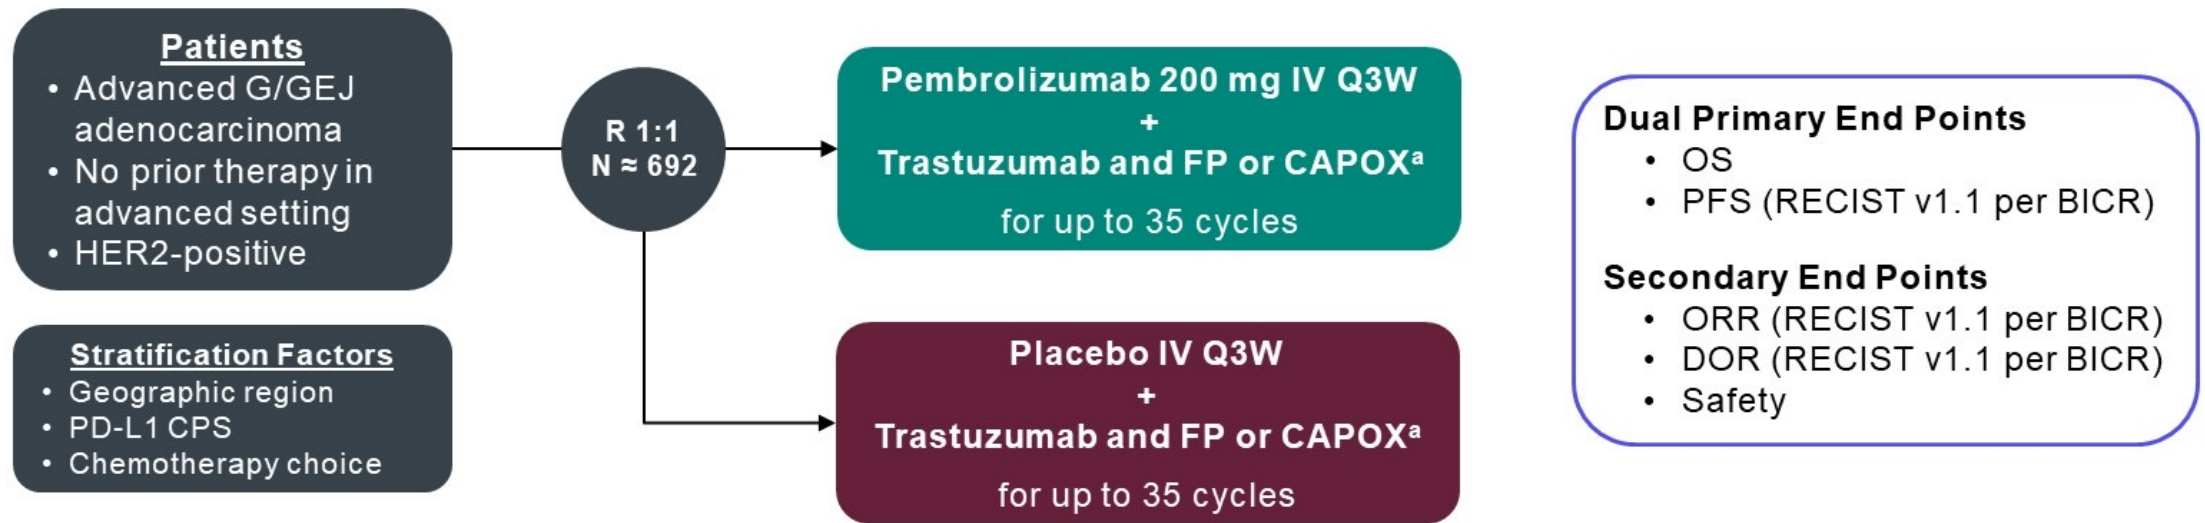 Patients
• Advanced G/GEJ
adenocarcinoma
• No prior therapy in
advanced setting
• HER2-positive
Stratification Factors
• Geographic region
• PD-L1 CPS
• Chemotherapy choice
R 1:1
N ≈ 692
Pembrolizumab 200 mg IV Q3W
+
Trastuzumab and FP or CAPOXᵃ
for up to 35 cycles
Placebo IV Q3W
+
Trastuzumab and FP or CAPOXᵃ
for up to 35 cycles
Dual Primary End Points
• OS
• PFS (RECIST v1.1 per BICR)
Secondary End Points
• ORR (RECIST v1.1 per BICR)
• DOR (RECIST v1.1 per BICR)
• Safety